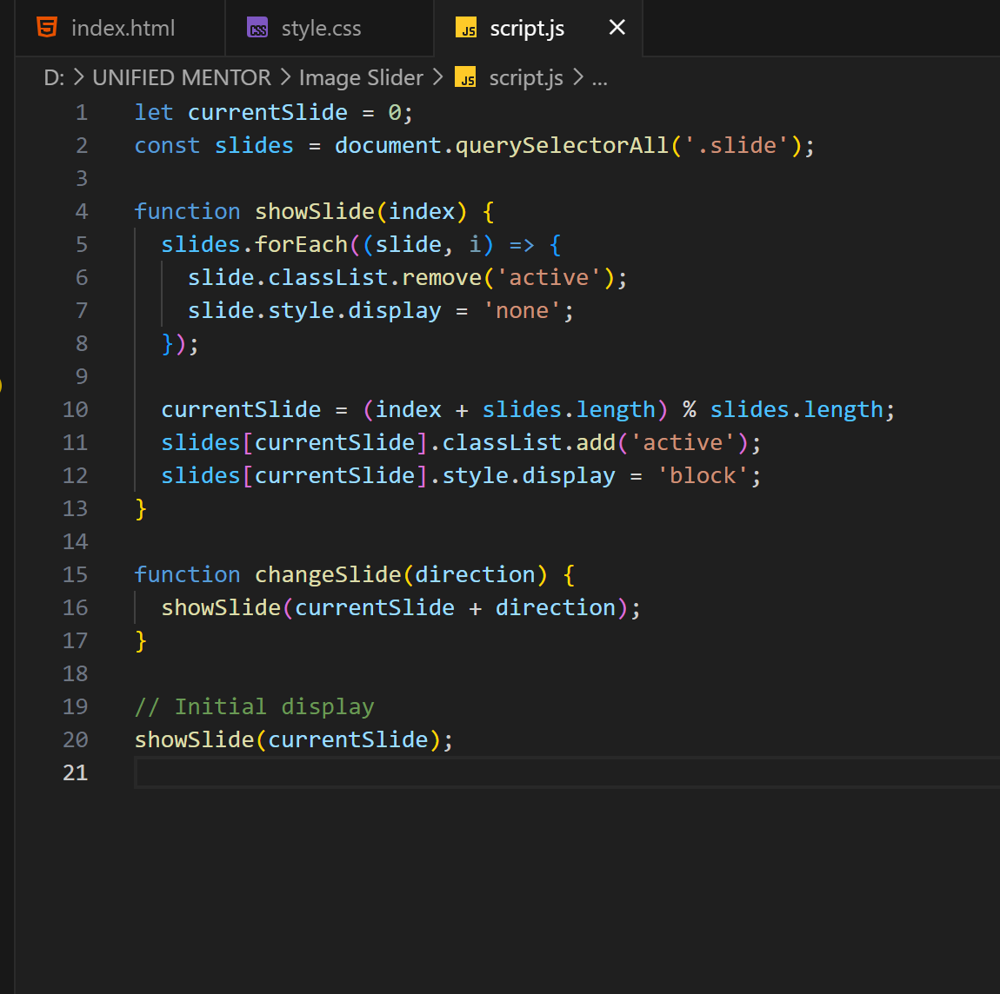 index.html style.css JS script.js
D: > UNIFIED MENTOR > Image Slider > JS script.js > ...
1 let currentSlide = 0;
2 const slides = document.querySelectorAll('.slide');
3
4 function showSlide(index) {
5   slides.forEach((slide, i) => {
6     slide.classList.remove('active');
7     slide.style.display = 'none';
8   });
9
10   currentSlide = (index + slides.length) % slides.length;
11   slides[currentSlide].classList.add('active');
12   slides[currentSlide].style.display = 'block';
13 }
14
15 function changeSlide(direction) {
16   showSlide(currentSlide + direction);
17 }
18
19 // Initial display
20 showSlide(currentSlide);
21